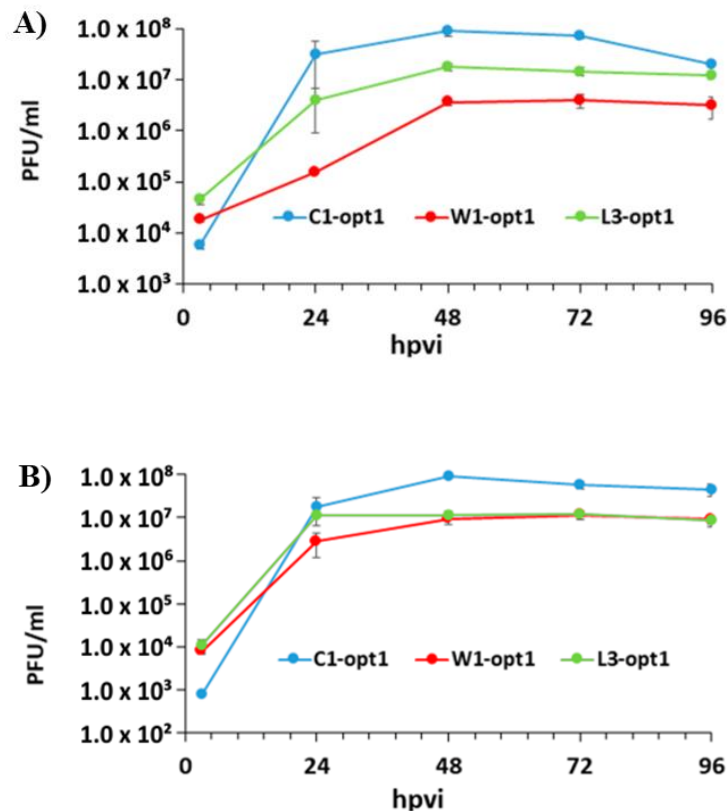 A)
1.0 x 10⁸
1.0 x 10⁷
1.0 x 10⁶
1.0 x 10⁵
1.0 x 10⁴
1.0 x 10³
PFU/ml
C1-opt1 W1-opt1 L3-opt1
0 24 48 72 96
hpvi
B)
1.0 x 10⁸
1.0 x 10⁷
1.0 x 10⁶
1.0 x 10⁵
1.0 x 10⁴
1.0 x 10³
1.0 x 10²
PFU/ml
C1-opt1 W1-opt1 L3-opt1
0 24 48 72 96
hpvi